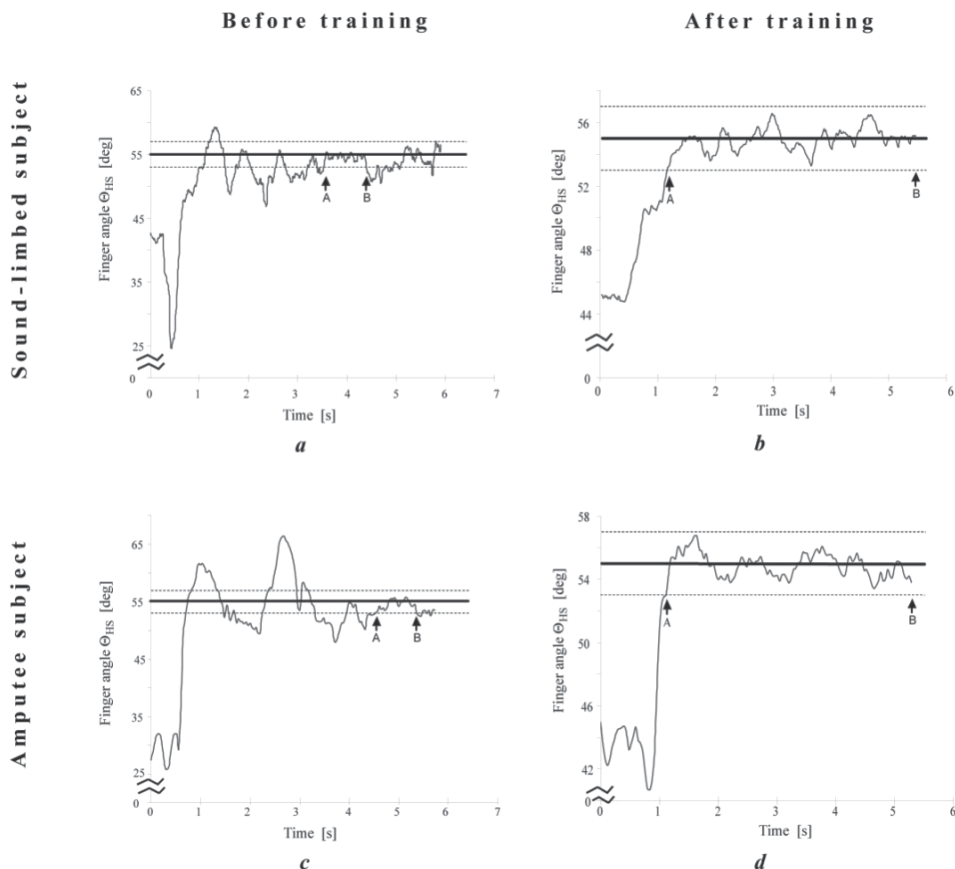 Before training
After training
Sound-limbed subject
Finger angle ΘHS [deg]
65
55
45
35
25
0
A
B
0 1 2 3 4 5 6 7
Time [s]
a
Finger angle ΘHS [deg]
56
52
48
44
0
A
B
0 1 2 3 4 5 6
Time [s]
b
Amputee subject
Finger angle ΘHS [deg]
65
55
45
35
25
0
A
B
0 1 2 3 4 5 6 7
Time [s]
c
Finger angle ΘHS [deg]
58
54
50
46
42
0
A
B
0 1 2 3 4 5 6
Time [s]
d